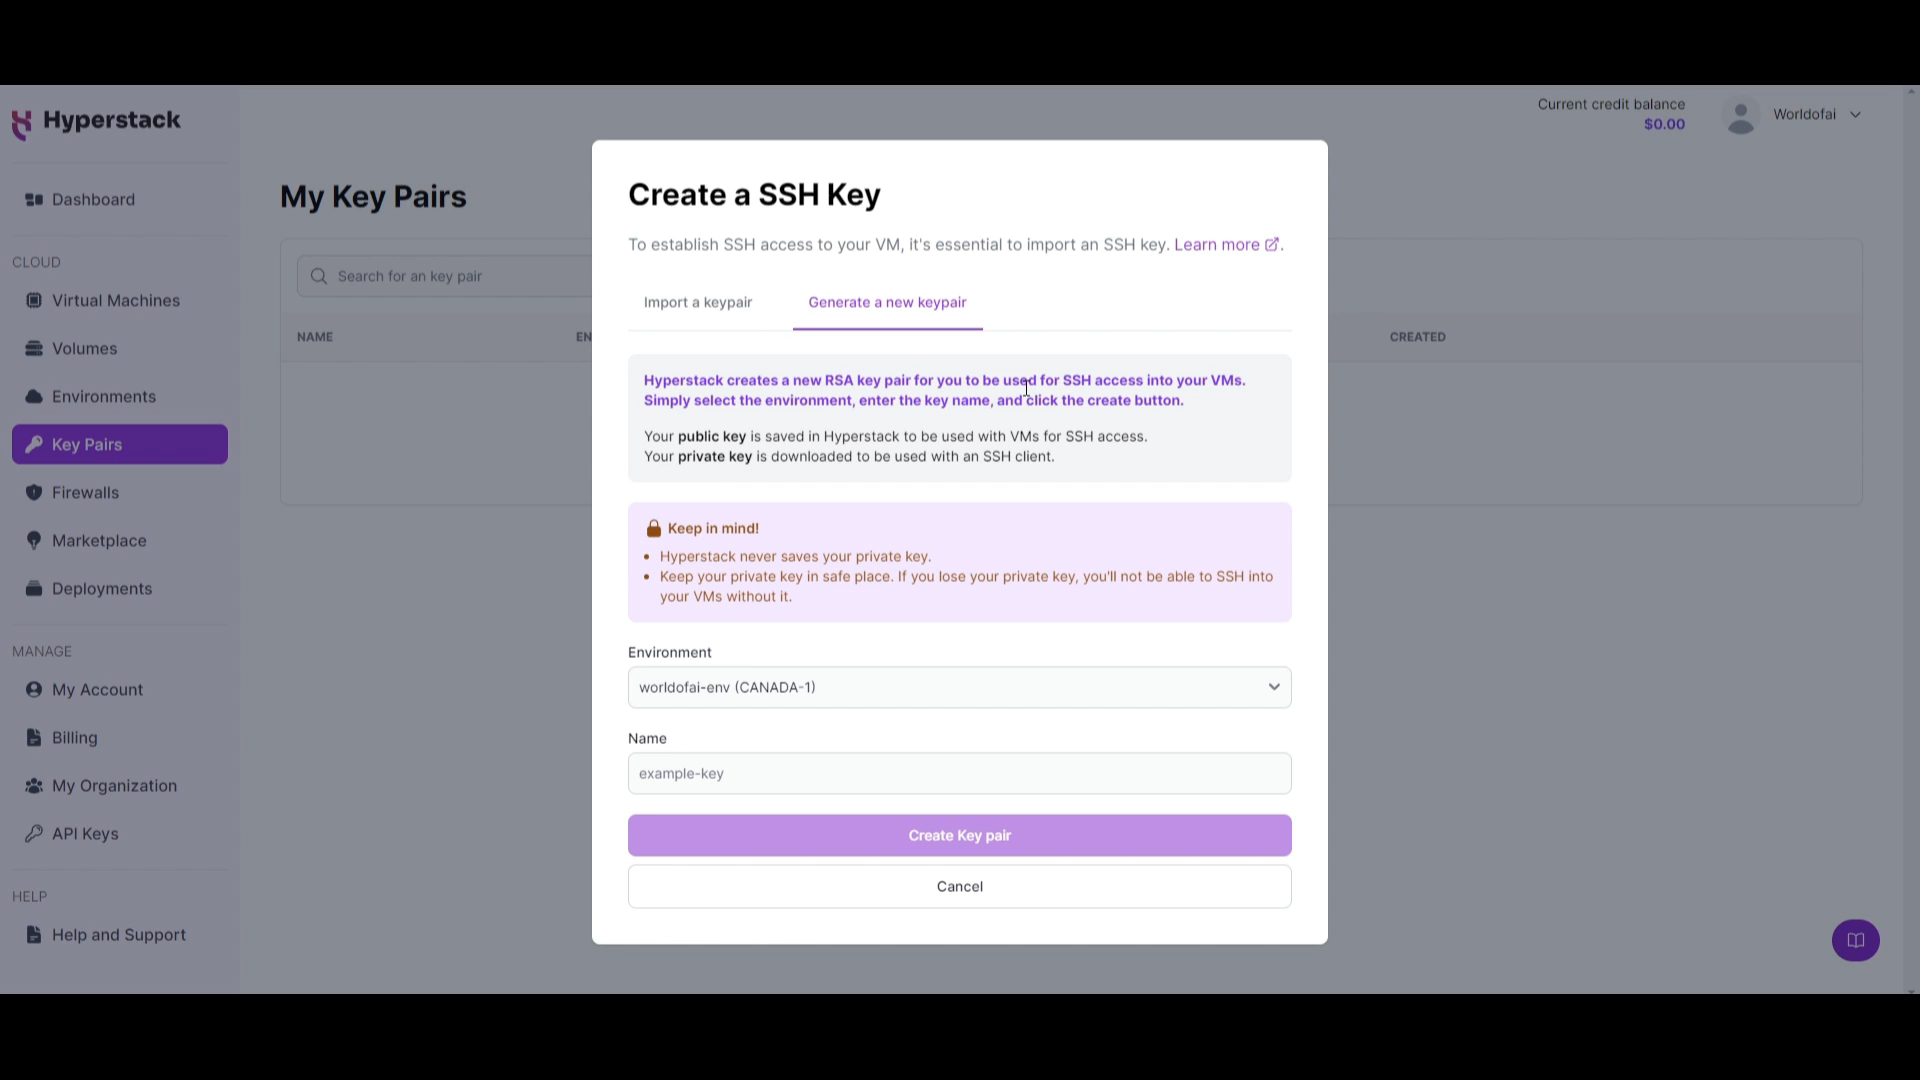 Hyperstack
Current credit balance
$0.00
Worldofai
Dashboard
CLOUD
Virtual Machines
Volumes
Environments
Key Pairs
Firewalls
Marketplace
Deployments
MANAGE
My Account
Billing
My Organization
API Keys
HELP
Help and Support
My Key Pairs
Search for an key pair
NAME
EN
CREATED
Create a SSH Key
To establish SSH access to your VM, it's essential to import an SSH key. Learn more.
Import a keypair
Generate a new keypair
Hyperstack creates a new RSA key pair for you to be used for SSH access into your VMs.
Simply select the environment, enter the key name, and click the create button.
Your public key is saved in Hyperstack to be used with VMs for SSH access.
Your private key is downloaded to be used with an SSH client.
Keep in mind!
• Hyperstack never saves your private key.
• Keep your private key in safe place. If you lose your private key, you'll not be able to SSH into
your VMs without it.
Environment
worldofai-env (CANADA-1)
Name
example-key
Create Key pair
Cancel